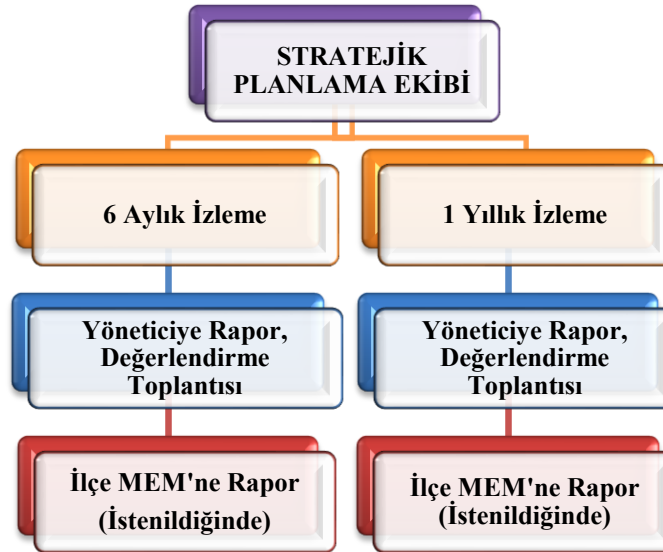 STRATEJİK
PLANLAMA EKİBİ
6 Aylık İzleme
1 Yıllık İzleme
Yöneticiye Rapor,
Değerlendirme
Toplantısı
Yöneticiye Rapor,
Değerlendirme
Toplantısı
İlçe MEM'ne Rapor
(İstenildiğinde)
İlçe MEM'ne Rapor
(İstenildiğinde)